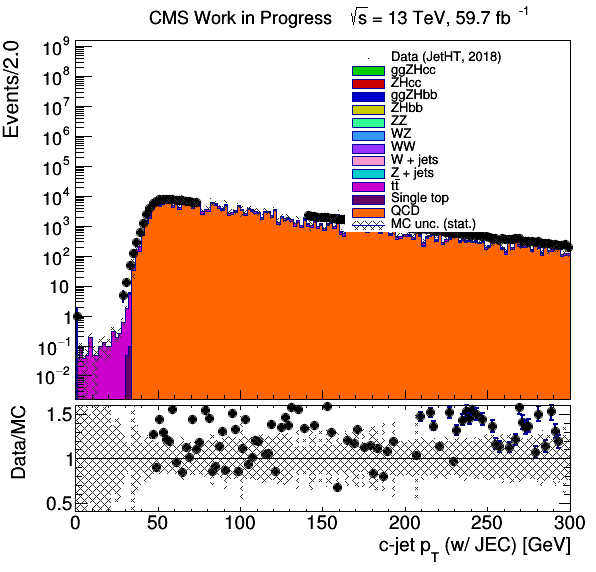 CMS Work in Progress √s = 13 TeV, 59.7 fb⁻¹
Events/2.0
10⁹
10⁸
10⁷
10⁶
10⁵
10⁴
10³
10²
10
1
10⁻¹
10⁻²
Data (JetHT, 2018)
ggZHcc
ZHcc
ggZHbb
ZHbb
ZZ
WZ
WW
W + jets
Z + jets
tt̄
Single top
QCD
MC unc. (stat.)
Data/MC
1.5
1
0.5
0 50 100 150 200 250 300
c-jet p_T (w/ JEC) [GeV]